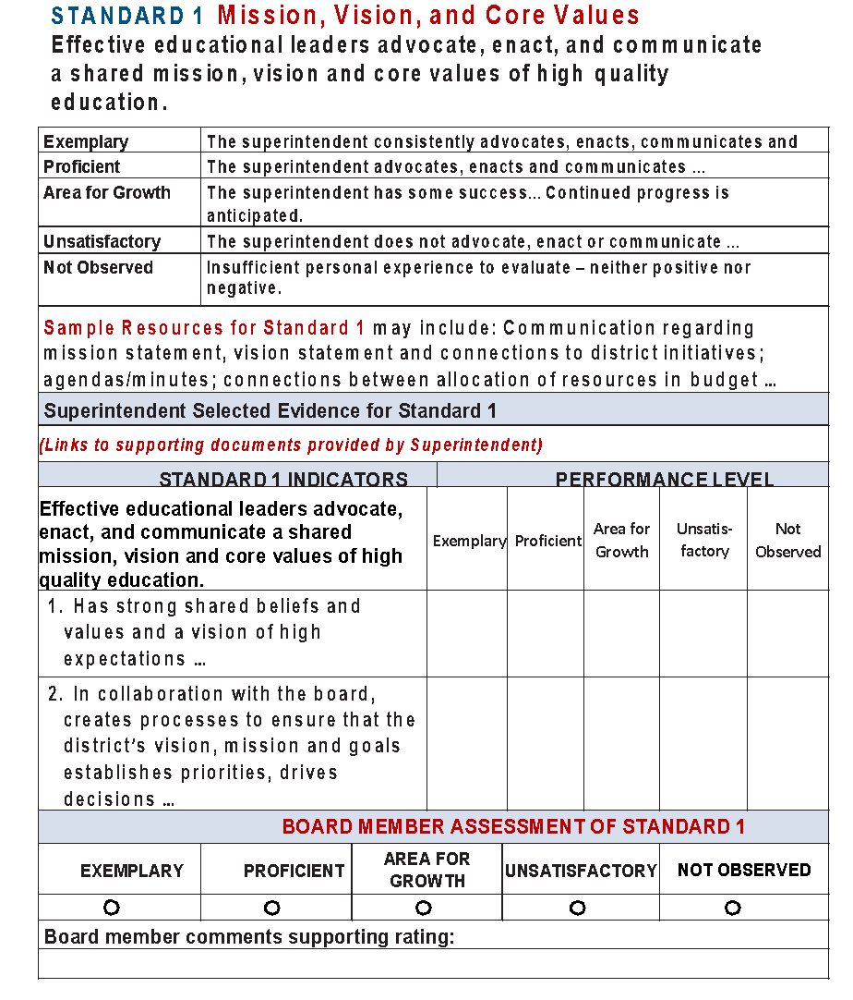 STANDARD 1 Mission, Vision, and Core Values
Effective educational leaders advocate, enact, and communicate
a shared mission, vision and core values of high quality
education.
Exemplary The superintendent consistently advocates, enacts, communicates and
Proficient The superintendent advocates, enacts and communicates ...
Area for Growth The superintendent has some success... Continued progress is
anticipated.
Unsatisfactory The superintendent does not advocate, enact or communicate ...
Not Observed Insufficient personal experience to evaluate – neither positive nor
negative.
Sample Resources for Standard 1 may include: Communication regarding
mission statement, vision statement and connections to district initiatives;
agendas/minutes; connections between allocation of resources in budget ...
Superintendent Selected Evidence for Standard 1
(Links to supporting documents provided by Superintendent)
STANDARD 1 INDICATORS PERFORMANCE LEVEL
Effective educational leaders advocate,
enact, and communicate a shared
mission, vision and core values of high
quality education.
Exemplary Proficient Area for
Growth Unsatis-
factory Not
Observed
1. Has strong shared beliefs and
values and a vision of high
expectations ...
2. In collaboration with the board,
creates processes to ensure that the
district's vision, mission and goals
establishes priorities, drives
decisions ...
BOARD MEMBER ASSESSMENT OF STANDARD 1
EXEMPLARY PROFICIENT AREA FOR
GROWTH UNSATISFACTORY NOT OBSERVED
Board member comments supporting rating: